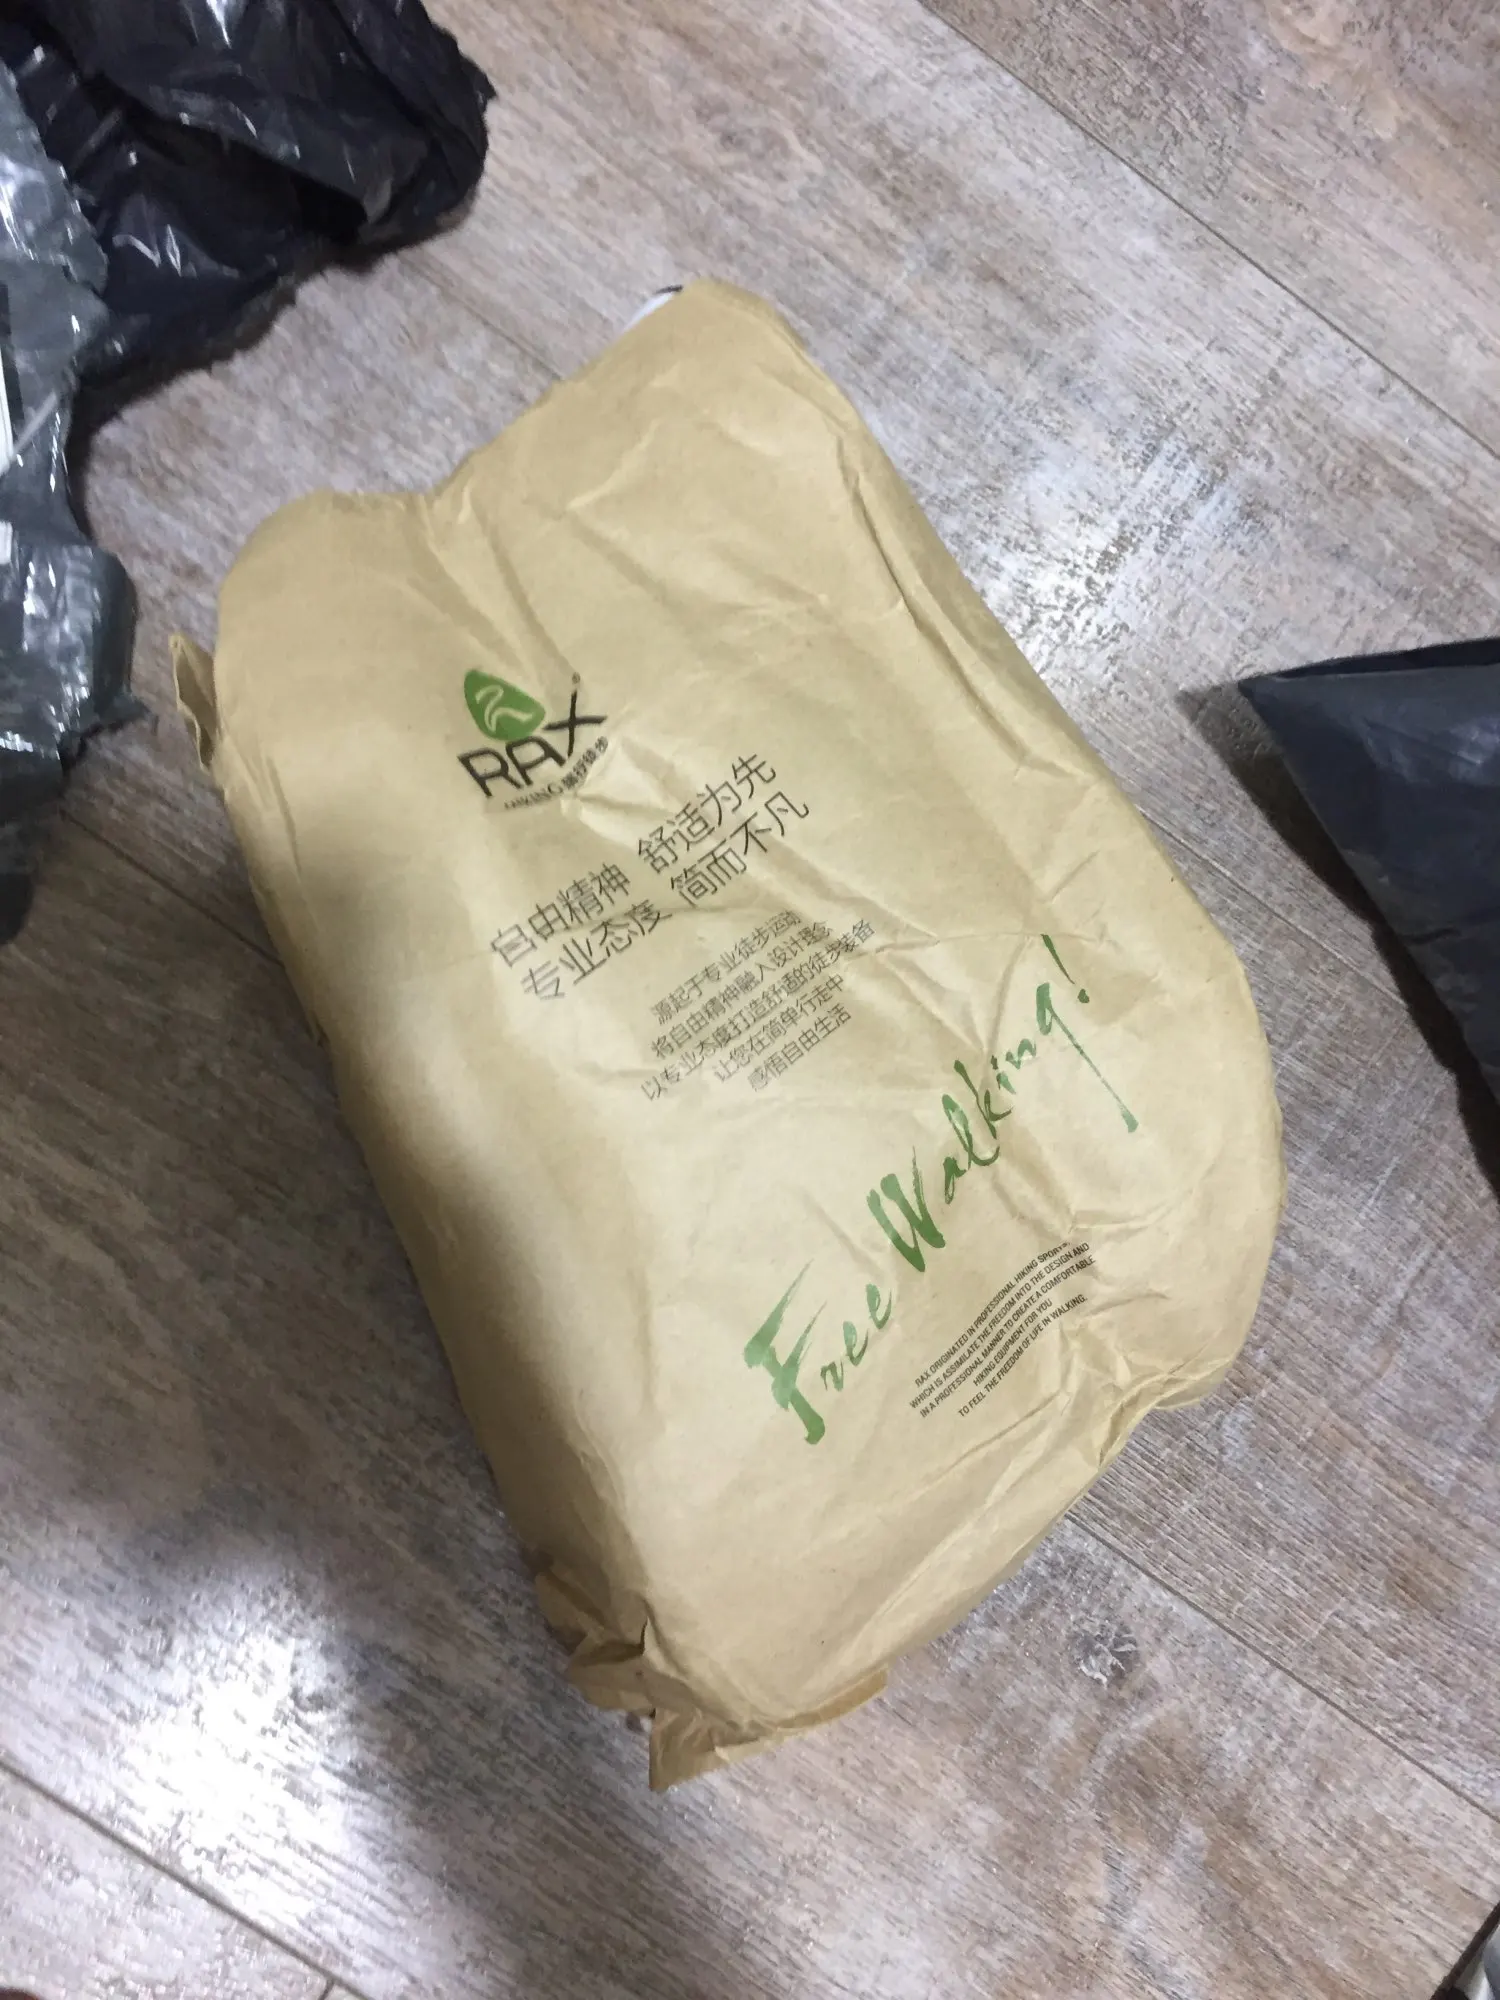 RAX
HIKING 瑞行徒步
自由精神 舒适为先
专业态度 简而不凡
源起于专业徒步运动
将自由精神融入设计理念
以专业态度打造舒适的徒步装备
让您在简单行走中
感悟自由生活
Free Walking!
RAX ORIGINATED IN PROFESSIONAL HIKING SPORTS,
WHICH IS ASSIMILATE THE FREEDOM INTO THE DESIGN AND
IN A PROFESSIONAL MANNER TO CREATE A COMFORTABLE
HIKING EQUIPMENT FOR YOU
TO FEEL THE FREEDOM OF LIFE IN WALKING.